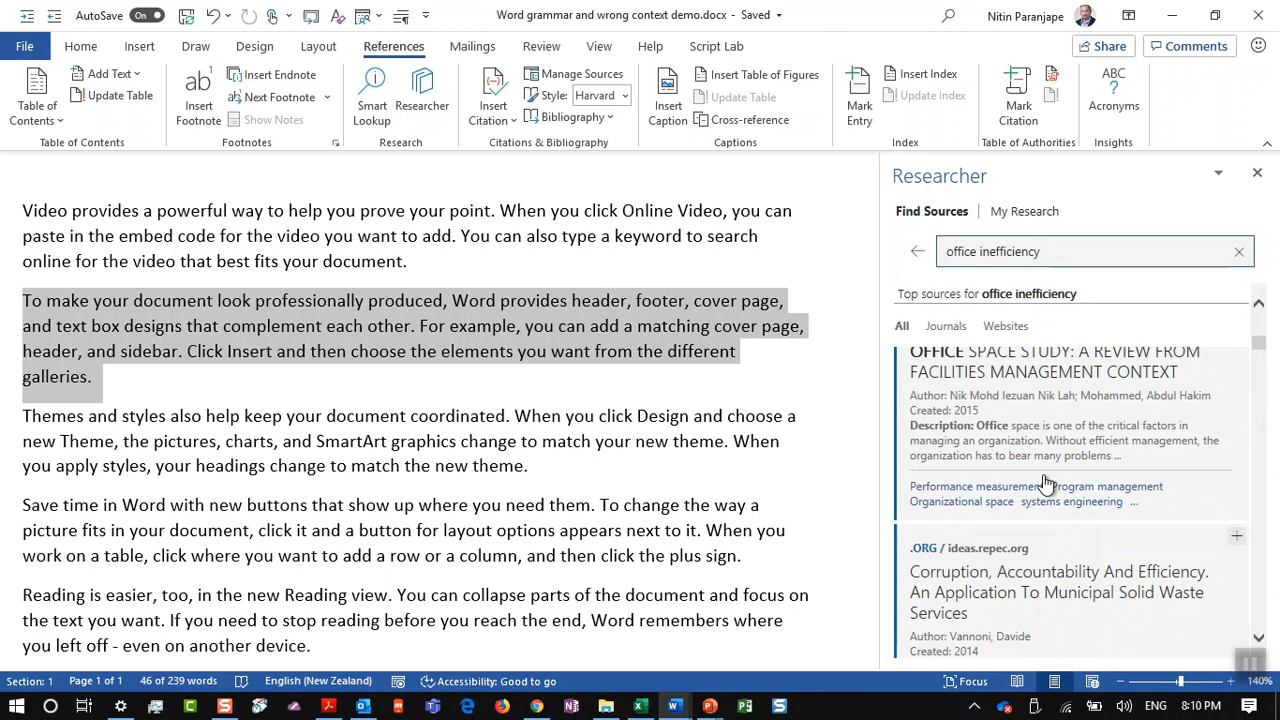 AutoSave On
Word grammar and wrong context demo.docx - Saved
Nitin Paranjape
File Home Insert Draw Design Layout References Mailings Review View Help Script Lab Share Comments
Table of Contents
Add Text
Update Table
Table of Contents
ab1
Insert Footnote
Insert Endnote
Next Footnote
Show Notes
Footnotes
Smart Lookup
Researcher
Research
Insert Citation
Manage Sources
Style: Harvard
Bibliography
Citations & Bibliography
Insert Caption
Insert Table of Figures
Update Table
Cross-reference
Captions
Mark Entry
Insert Index
Update Index
Index
Mark Citation
Table of Authorities
ABC
Acronyms
Insights
Video provides a powerful way to help you prove your point. When you click Online Video, you can
paste in the embed code for the video you want to add. You can also type a keyword to search
online for the video that best fits your document.
To make your document look professionally produced, Word provides header, footer, cover page,
and text box designs that complement each other. For example, you can add a matching cover page,
header, and sidebar. Click Insert and then choose the elements you want from the different
galleries.
Themes and styles also help keep your document coordinated. When you click Design and choose a
new Theme, the pictures, charts, and SmartArt graphics change to match your new theme. When
you apply styles, your headings change to match the new theme.
Save time in Word with new buttons that show up where you need them. To change the way a
picture fits in your document, click it and a button for layout options appears next to it. When you
work on a table, click where you want to add a row or a column, and then click the plus sign.
Reading is easier, too, in the new Reading view. You can collapse parts of the document and focus on
the text you want. If you need to stop reading before you reach the end, Word remembers where
you left off - even on another device.
Researcher
Find Sources My Research
office inefficiency
Top sources for office inefficiency
All Journals Websites
OFFICE SPACE STUDY: A REVIEW FROM
FACILITIES MANAGEMENT CONTEXT
Author: Nik Mohd Iezuan Nik Lah; Mohammed, Abdul Hakim
Created: 2015
Description: Office space is one of the critical factors in
managing an organization. Without efficient management, the
organization has to bear many problems ...
Performance measurement Program management
Organizational space systems engineering ...
.ORG / ideas.repec.org
Corruption, Accountability And Efficiency.
An Application To Municipal Solid Waste
Services
Author: Vannoni, Davide
Created: 2014
Section: 1 Page 1 of 1 46 of 239 words English (New Zealand) Accessibility: Good to go Focus 140%
ENG 8:10 PM